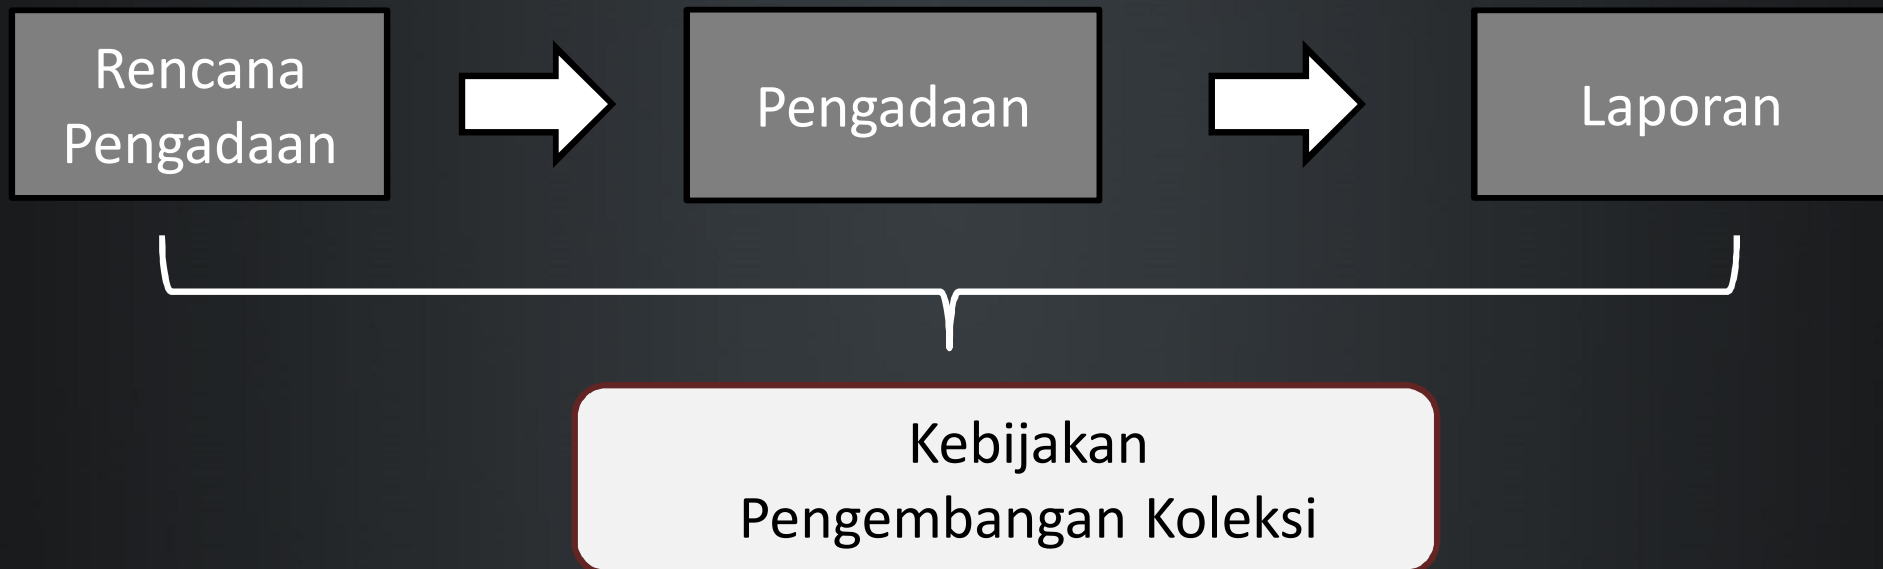 Rencana
Pengadaan
Pengadaan
Laporan
Kebijakan
Pengembangan Koleksi